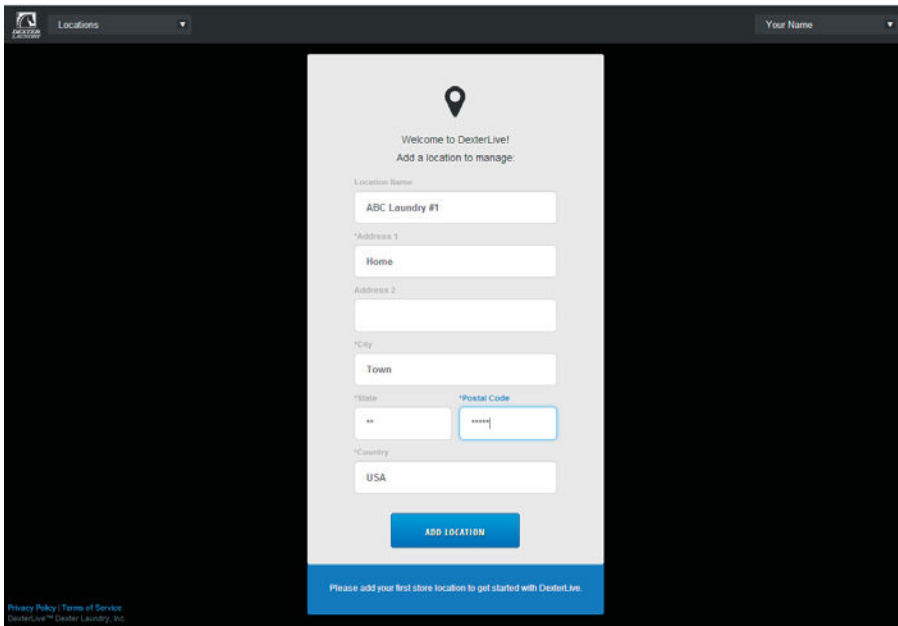 DEXTER
LAUNDRY
Locations
Your Name
Welcome to DexterLive!
Add a location to manage:
Location Name
ABC Laundry #1
*Address 1
Home
Address 2
*City
Town
*State
*Postal Code
**
*****
*Country
USA
ADD LOCATION
Please add your first store location to get started with DexterLive.
Privacy Policy | Terms of Service
DexterLive™ Dexter Laundry, Inc.